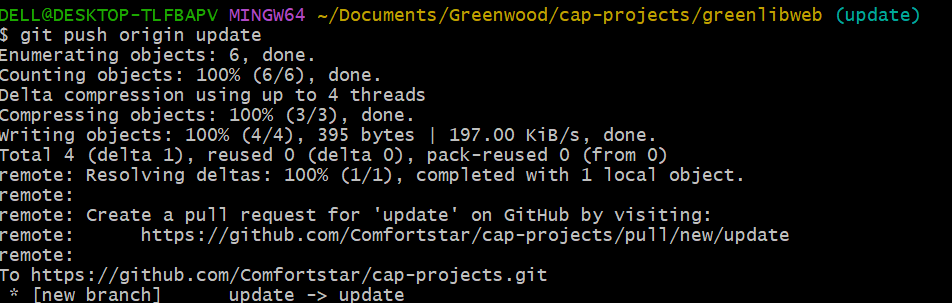 DELL@DESKTOP-TLFBAPV MINGW64 ~/Documents/Greenwood/cap-projects/greenlibweb (update)
$ git push origin update
Enumerating objects: 6, done.
Counting objects: 100% (6/6), done.
Delta compression using up to 4 threads
Compressing objects: 100% (3/3), done.
Writing objects: 100% (4/4), 395 bytes | 197.00 KiB/s, done.
Total 4 (delta 1), reused 0 (delta 0), pack-reused 0 (from 0)
remote: Resolving deltas: 100% (1/1), completed with 1 local object.
remote:
remote: Create a pull request for 'update' on GitHub by visiting:
remote:      https://github.com/Comfortstar/cap-projects/pull/new/update
remote:
To https://github.com/Comfortstar/cap-projects.git
 * [new branch]      update -> update